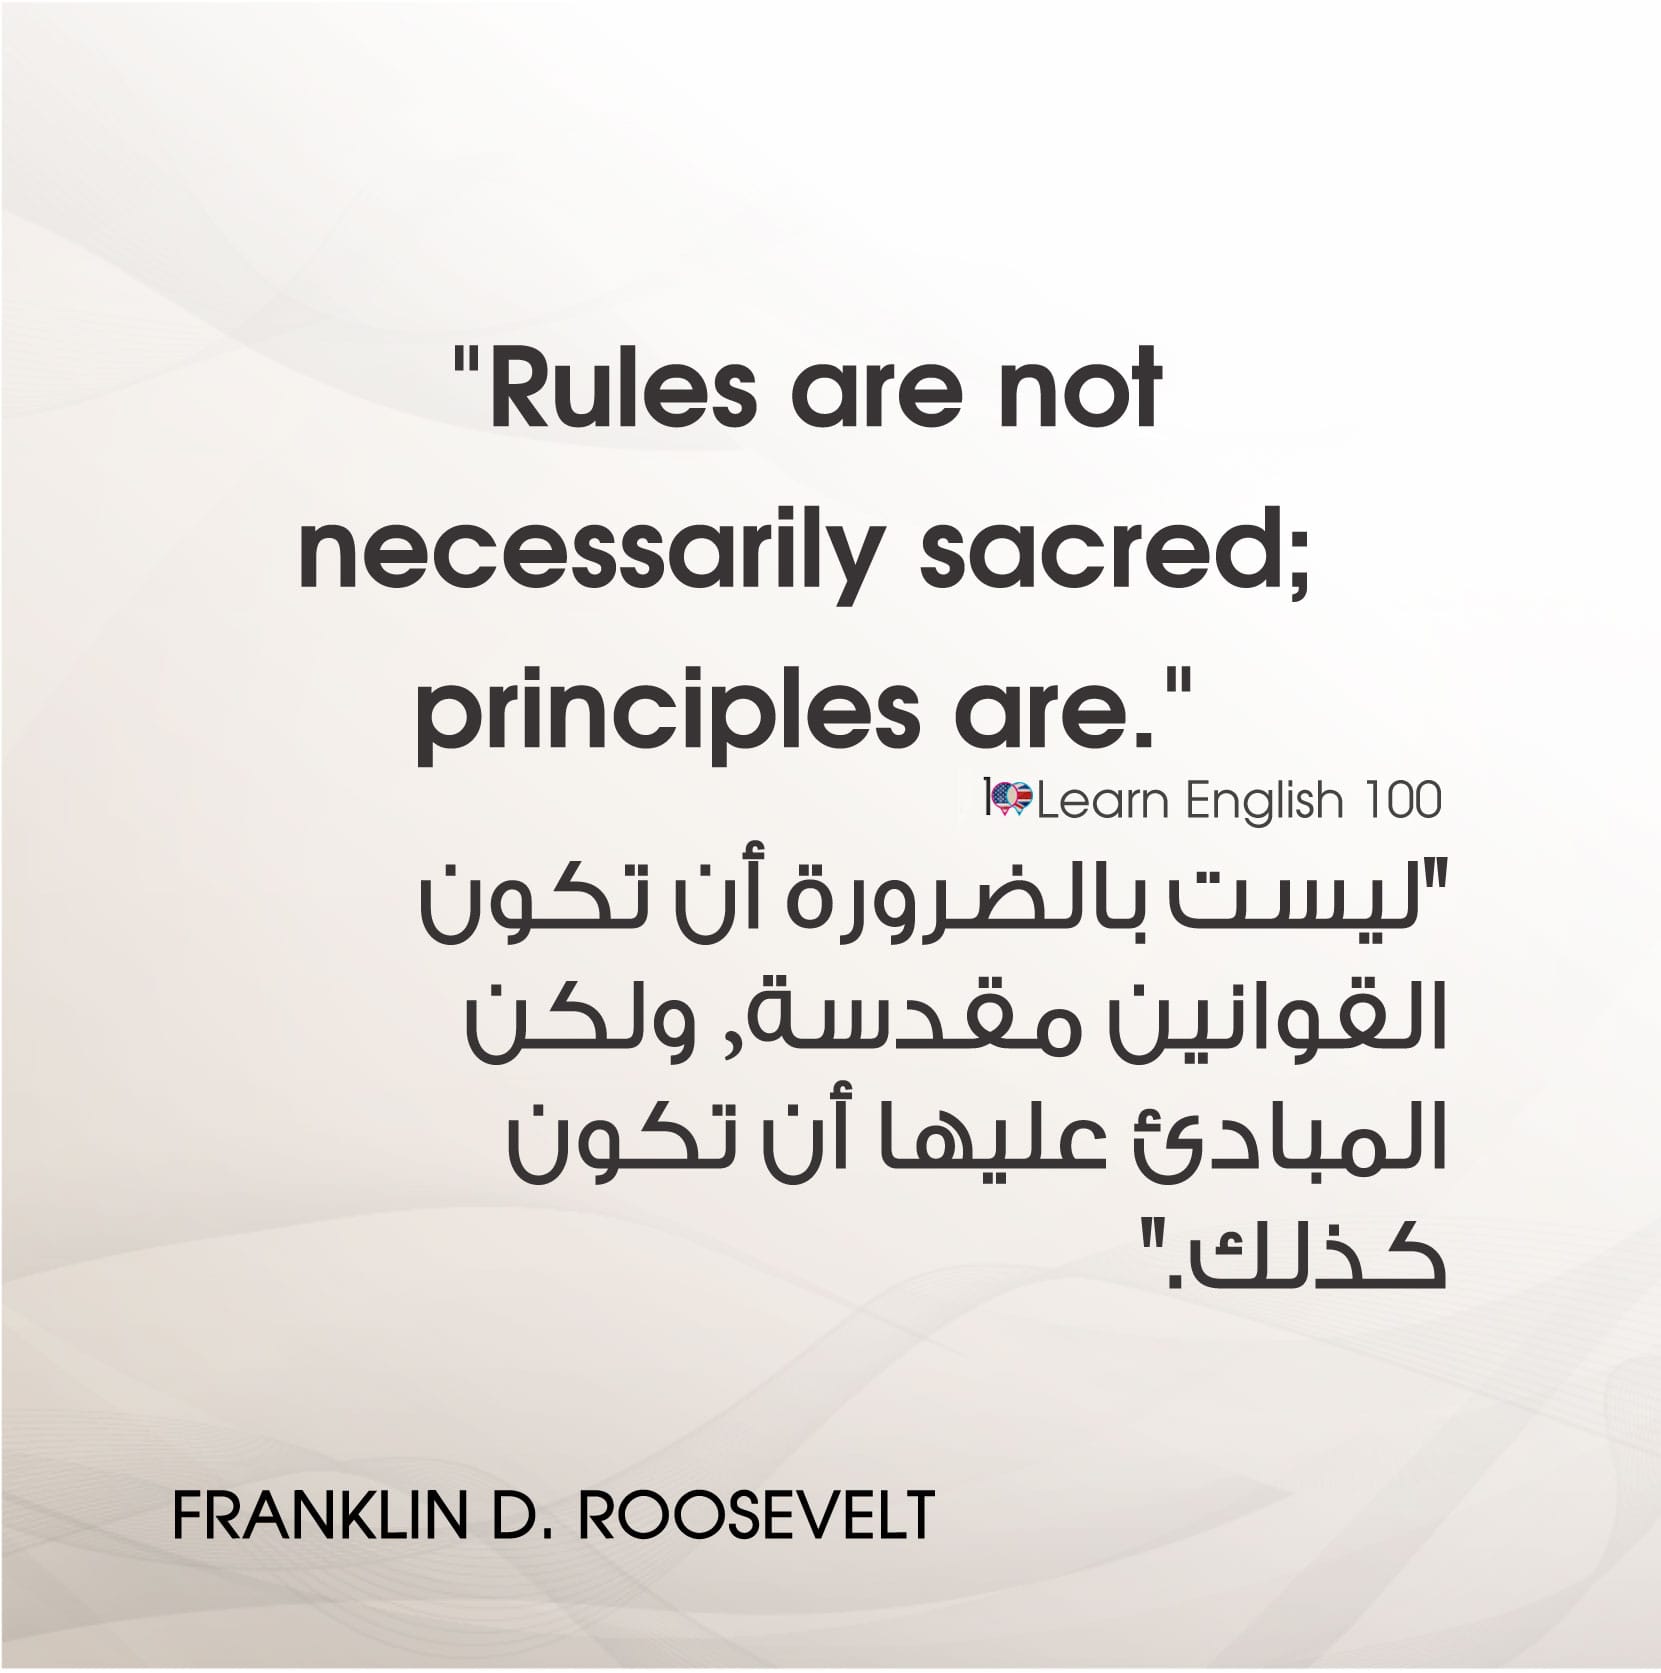 "Rules are not
necessarily sacred;
principles are."
Learn English 100
"ليست بالضرورة أن تكون
القوانين مقدسة, ولكن
المبادئ عليها أن تكون
كذلك."
FRANKLIN D. ROOSEVELT